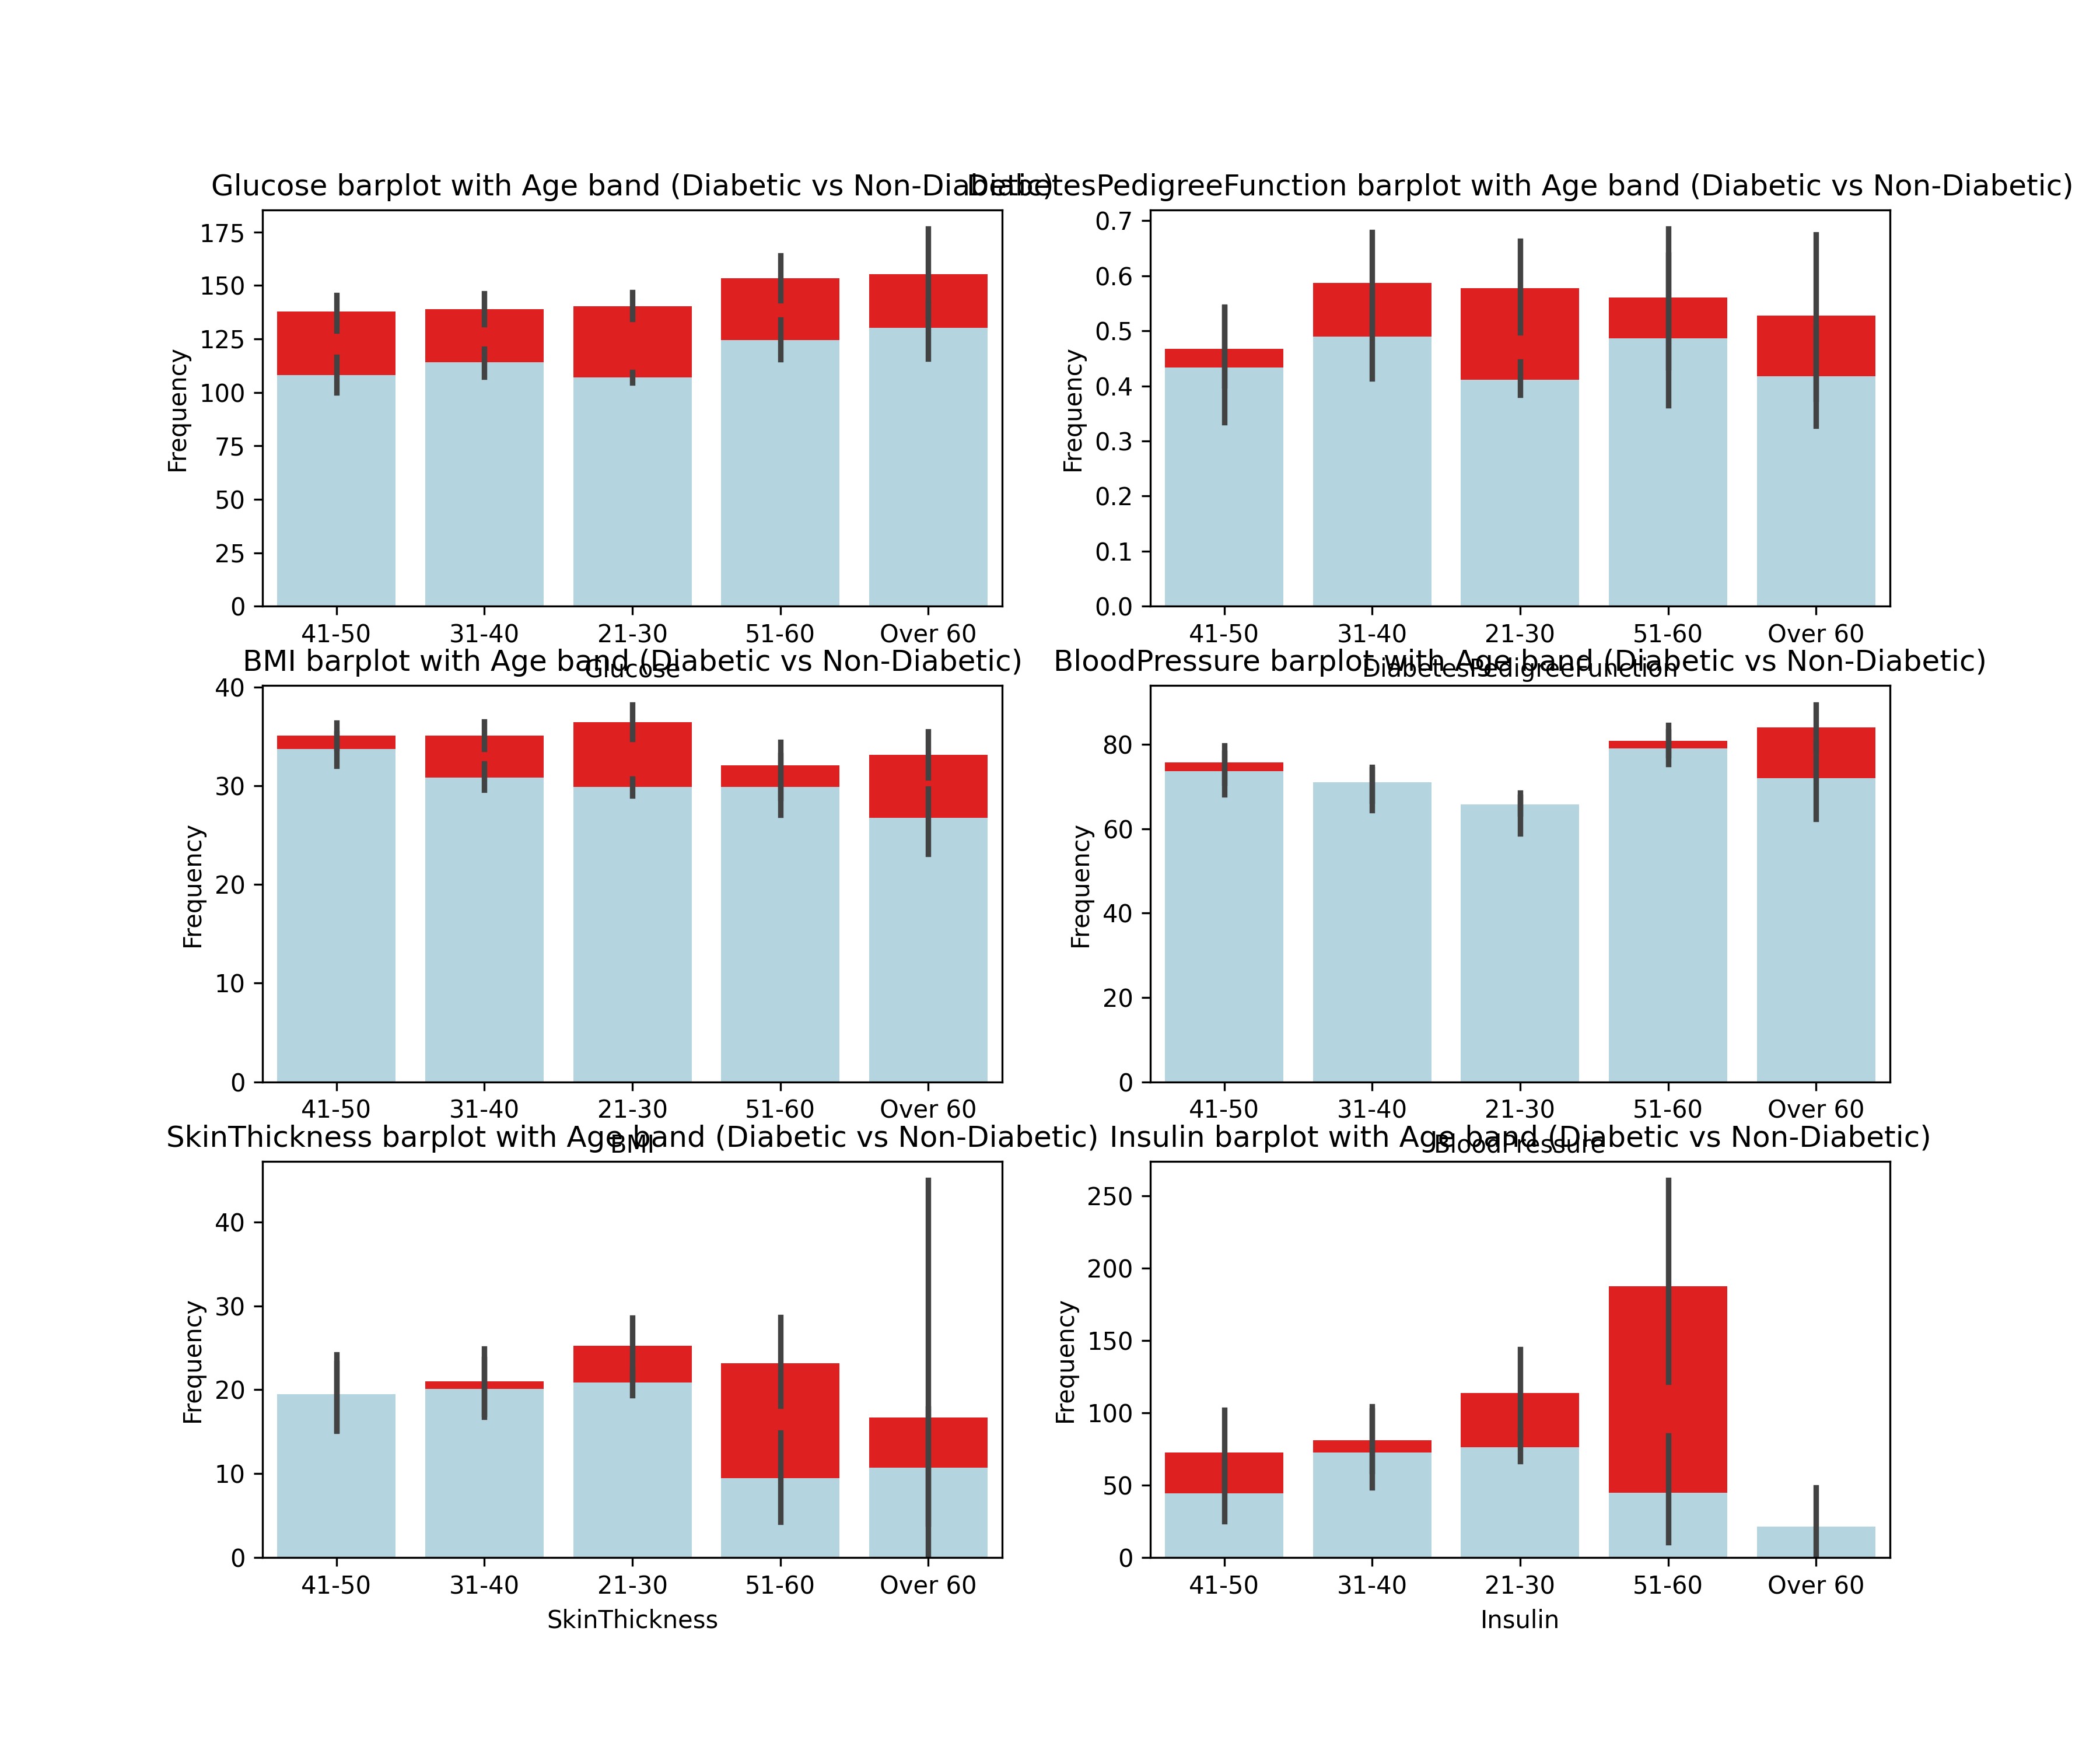 Glucose barplot with Age band (Diabetic vs Non-Diabetic)
175
150
125
100
75
50
25
0
Frequency
41-50 31-40 21-30 51-60 Over 60
Glucose
DiabetesPedigreeFunction barplot with Age band (Diabetic vs Non-Diabetic)
0.7
0.6
0.5
0.4
0.3
0.2
0.1
0.0
Frequency
41-50 31-40 21-30 51-60 Over 60
DiabetesPedigreeFunction
BMI barplot with Age band (Diabetic vs Non-Diabetic)
40
30
20
10
0
Frequency
41-50 31-40 21-30 51-60 Over 60
BMI
BloodPressure barplot with Age band (Diabetic vs Non-Diabetic)
80
60
40
20
0
Frequency
41-50 31-40 21-30 51-60 Over 60
BloodPressure
SkinThickness barplot with Age band (Diabetic vs Non-Diabetic)
40
30
20
10
0
Frequency
41-50 31-40 21-30 51-60 Over 60
SkinThickness
Insulin barplot with Age band (Diabetic vs Non-Diabetic)
250
200
150
100
50
0
Frequency
41-50 31-40 21-30 51-60 Over 60
Insulin